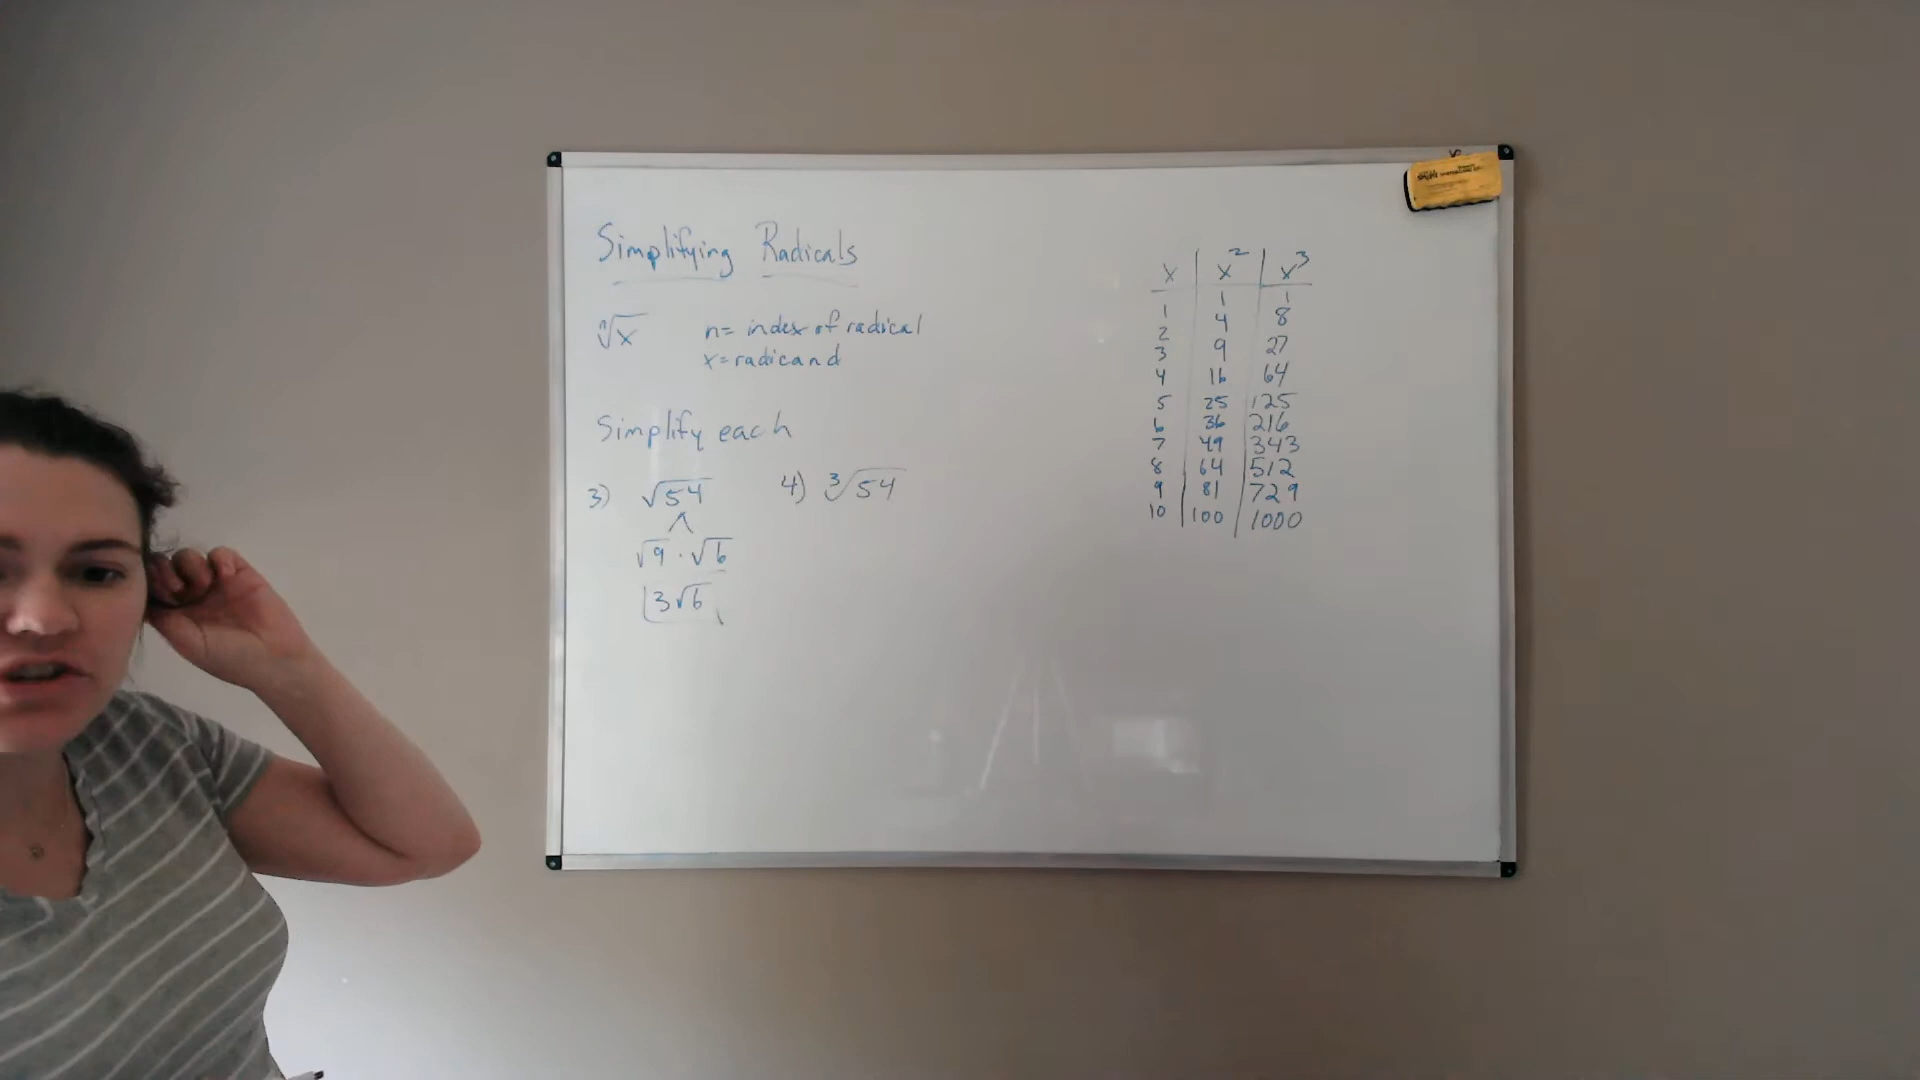 Simplifying Radicals
ⁿ√x n= index of radical
x=radicand
Simplify each
3) √54 4) ³√54
√9 · √6
3√6
x | x² | x³
1 | 1 | 1
2 | 4 | 8
3 | 9 | 27
4 | 16 | 64
5 | 25 | 125
6 | 36 | 216
7 | 49 | 343
8 | 64 | 512
9 | 81 | 729
10 | 100 | 1000